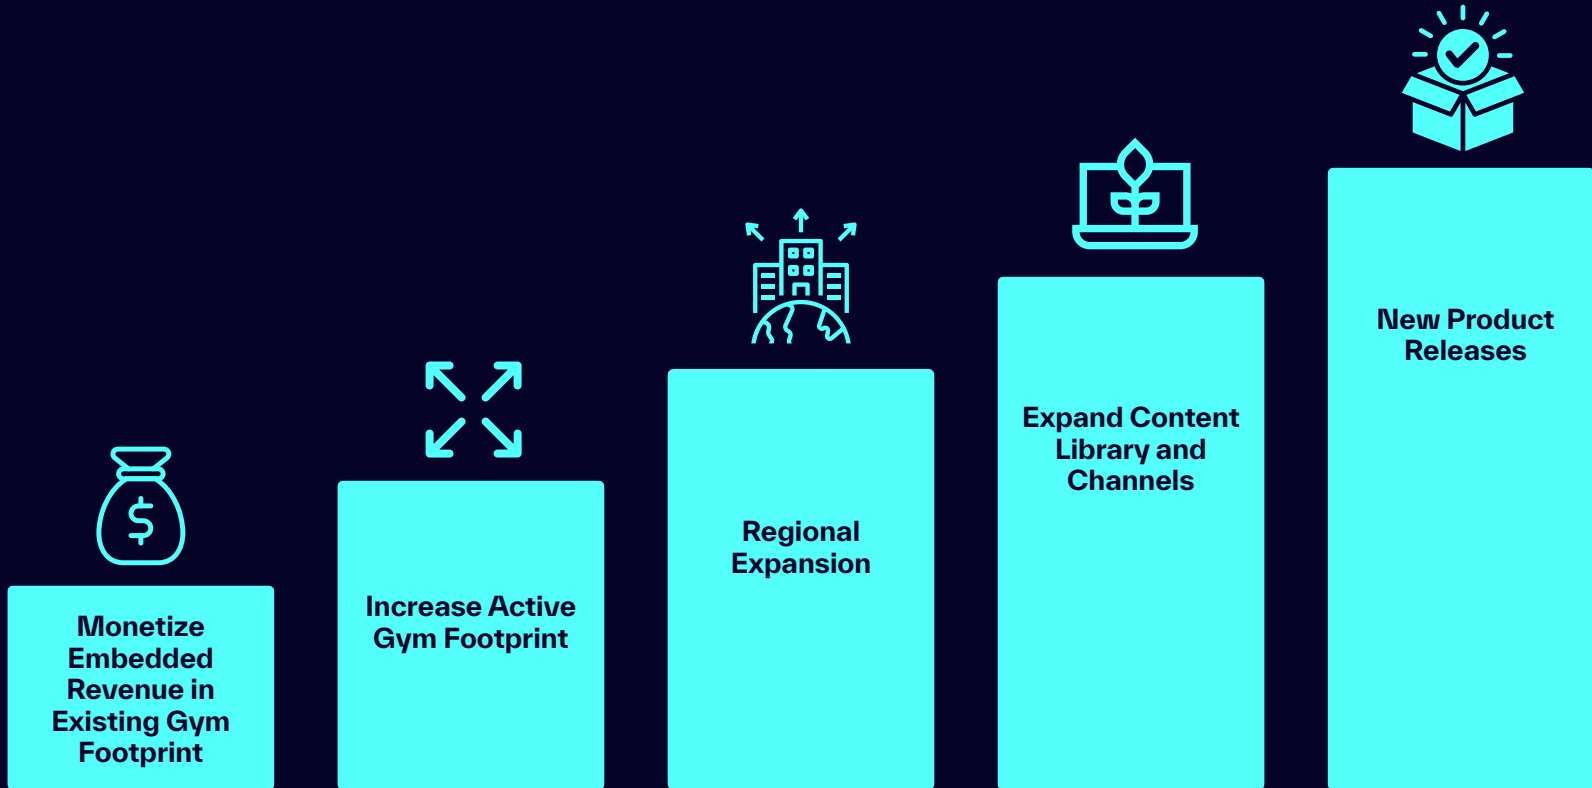 Monetize
Embedded
Revenue in
Existing Gym
Footprint
Increase Active
Gym Footprint
Regional
Expansion
Expand Content
Library and
Channels
New Product
Releases
$